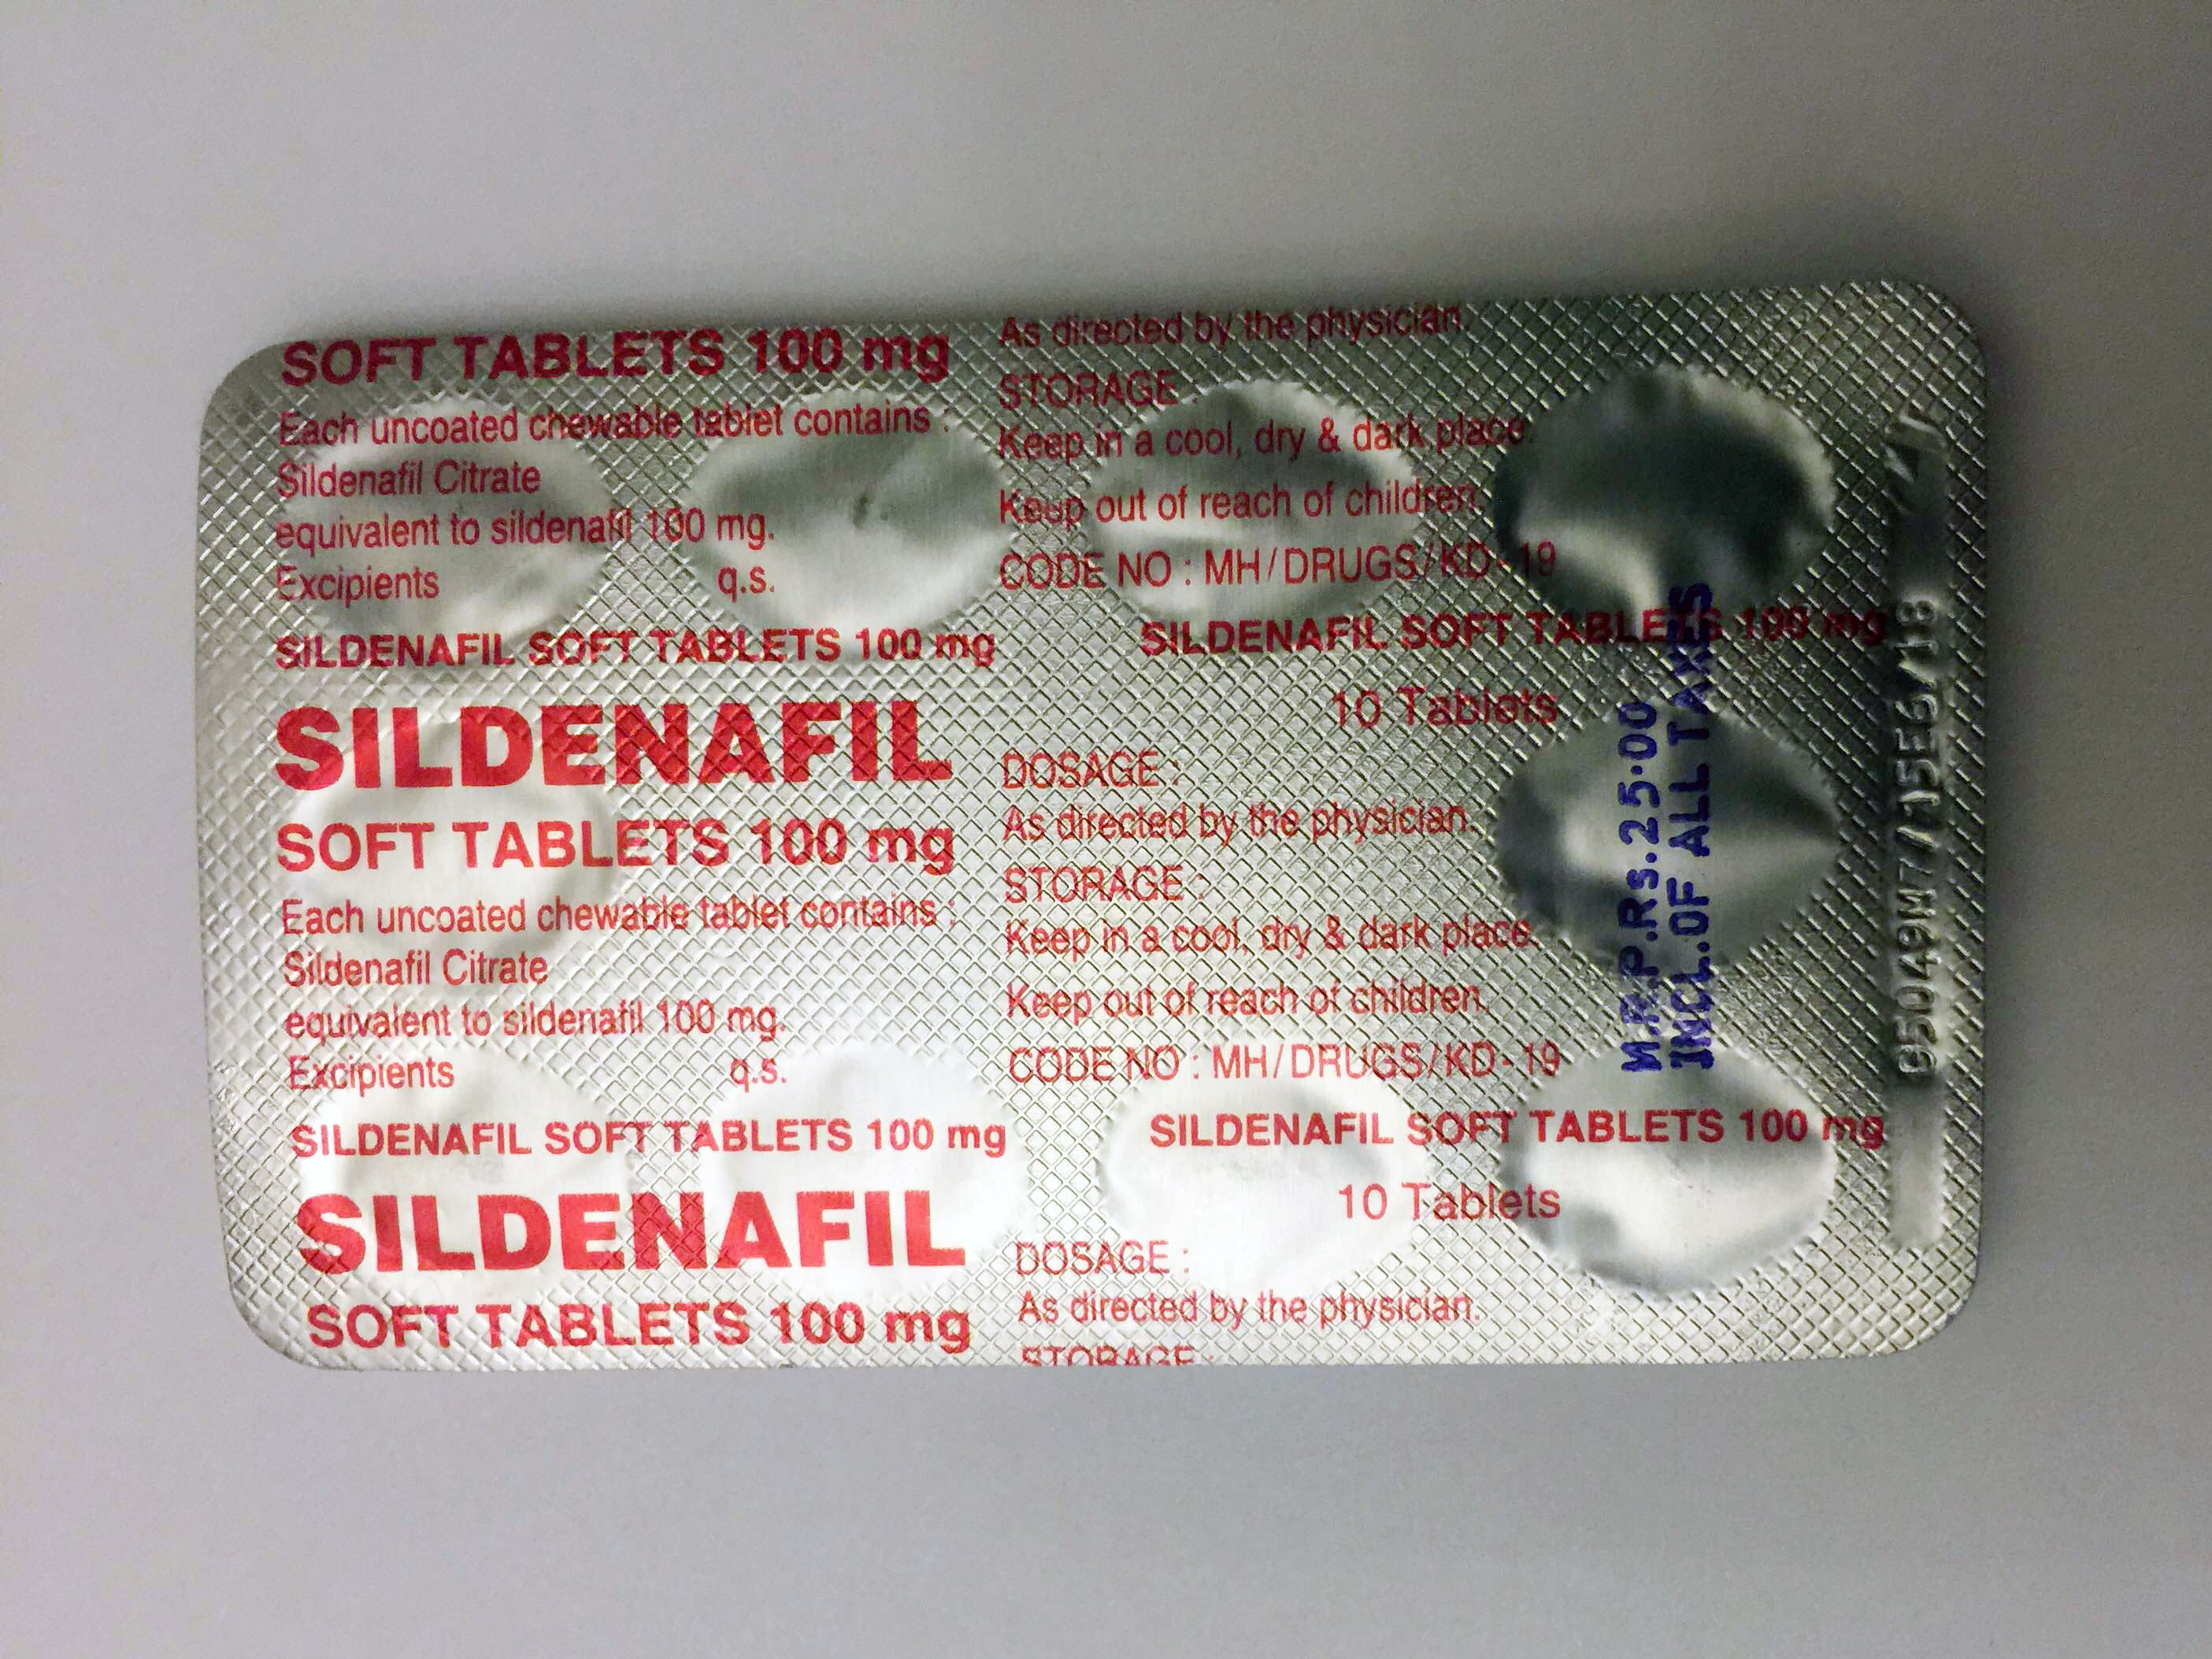 SOFT TABLETS 100 mg
Each uncoated chewable tablet contains :
Sildenafil Citrate
equivalent to sildenafil 100 mg.
Excipients q.s.
SILDENAFIL SOFT TABLETS 100 mg
SILDENAFIL
SOFT TABLETS 100 mg
Each uncoated chewable tablet contains :
Sildenafil Citrate
equivalent to sildenafil 100 mg.
Excipients q.s.
SILDENAFIL SOFT TABLETS 100 mg
SILDENAFIL
SOFT TABLETS 100 mg
As directed by the physician.
STORAGE :
Keep in a cool, dry & dark place.
Keep out of reach of children.
CODE NO : MH/DRUGS/KD-19
SILDENAFIL SOFT TABLETS 100 mg
10 Tablets
DOSAGE :
As directed by the physician.
STORAGE :
Keep in a cool, dry & dark place.
Keep out of reach of children.
CODE NO : MH/DRUGS/KD-19
SILDENAFIL SOFT TABLETS 100 mg
10 Tablets
DOSAGE :
As directed by the physician.
STORAGE :
M.R.P.Rs.25.00
INCL.OF ALL TAXES